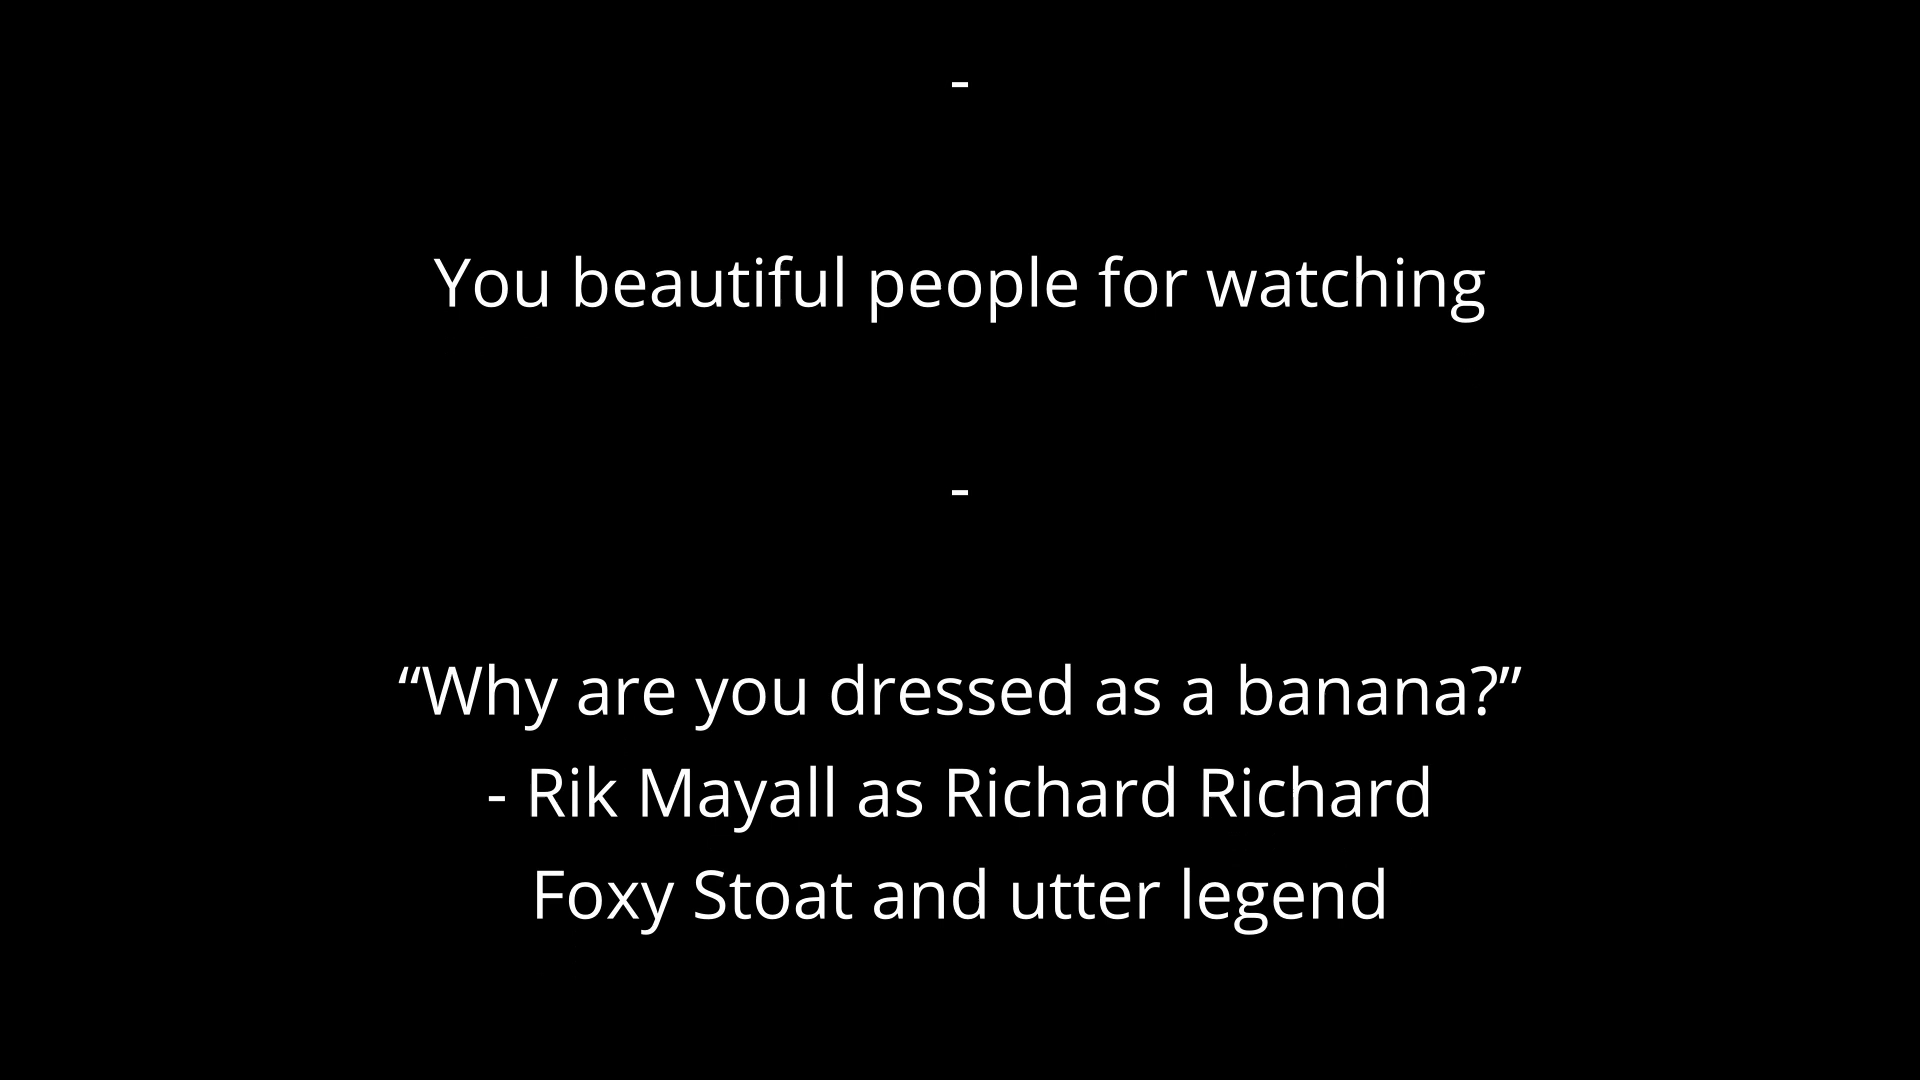 -
You beautiful people for watching
-
“Why are you dressed as a banana?”
- Rik Mayall as Richard Richard
Foxy Stoat and utter legend